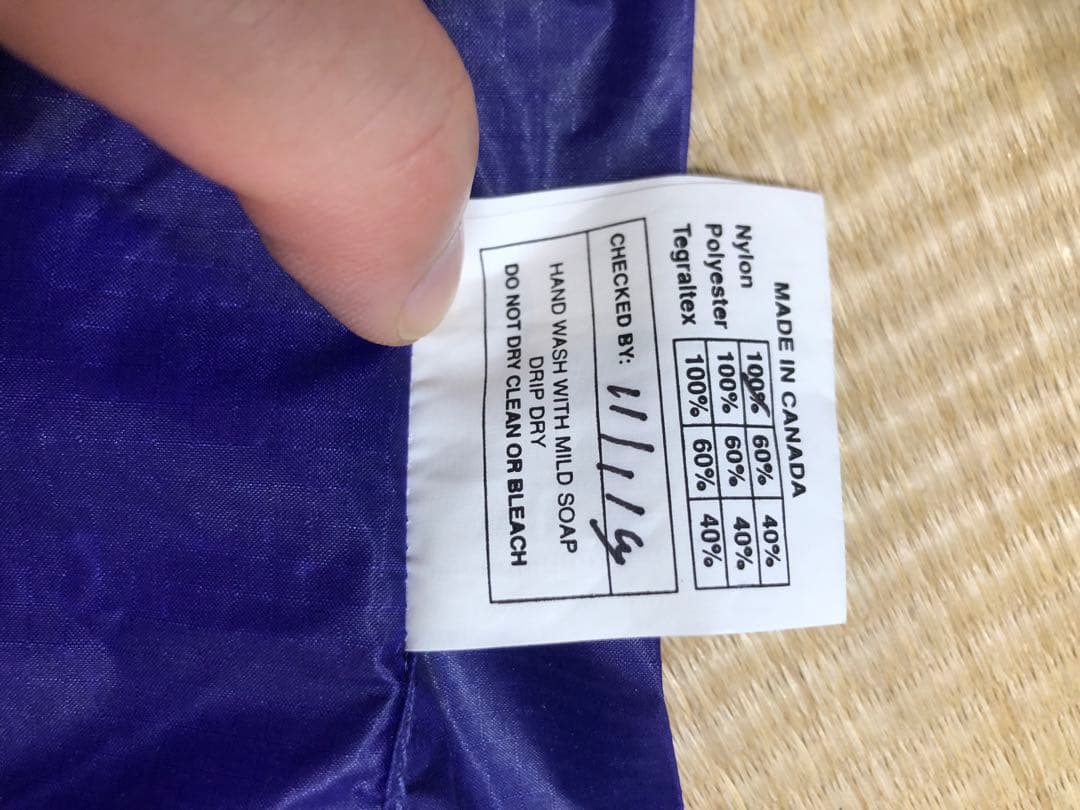 MADE IN CANADA
Nylon 100% 60% 40%
Polyester 100% 60% 40%
Tegraltex 100% 60% 40%
CHECKED BY:
HAND WASH WITH MILD SOAP
DRIP DRY
DO NOT DRY CLEAN OR BLEACH